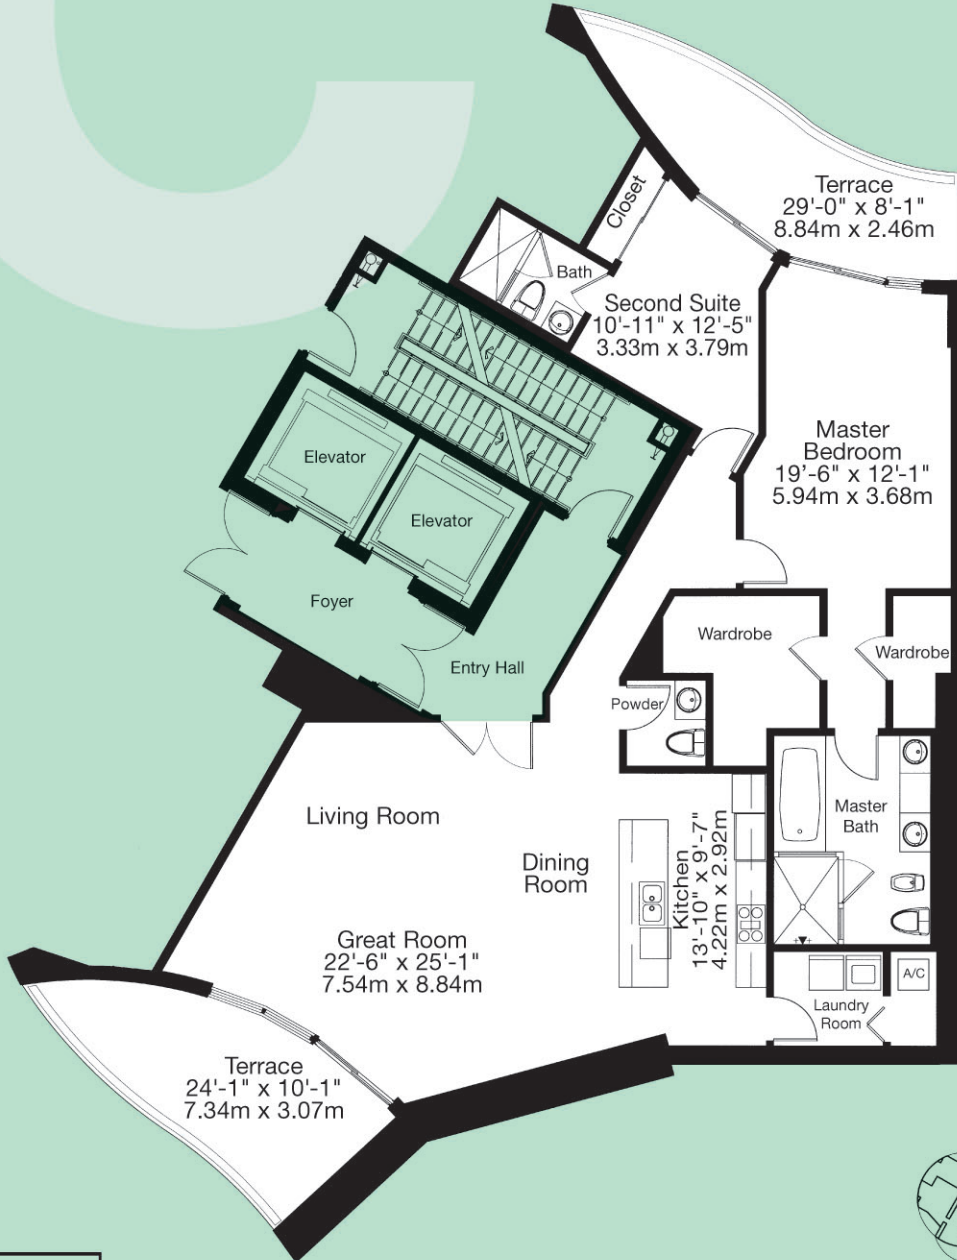 Terrace
29'-0" x 8'-1"
8.84m x 2.46m
Closet
Bath
Second Suite
10'-11" x 12'-5"
3.33m x 3.79m
Master
Bedroom
19'-6" x 12'-1"
5.94m x 3.68m
Elevator
Elevator
Foyer
Entry Hall
Wardrobe
Wardrobe
Powder
Living Room
Master
Bath
Dining
Room
Kitchen
13'-10" x 9'-7"
4.22m x 2.92m
Great Room
22'-6" x 25'-1"
7.54m x 8.84m
A/C
Laundry
Room
Terrace
24'-1" x 10'-1"
7.34m x 3.07m